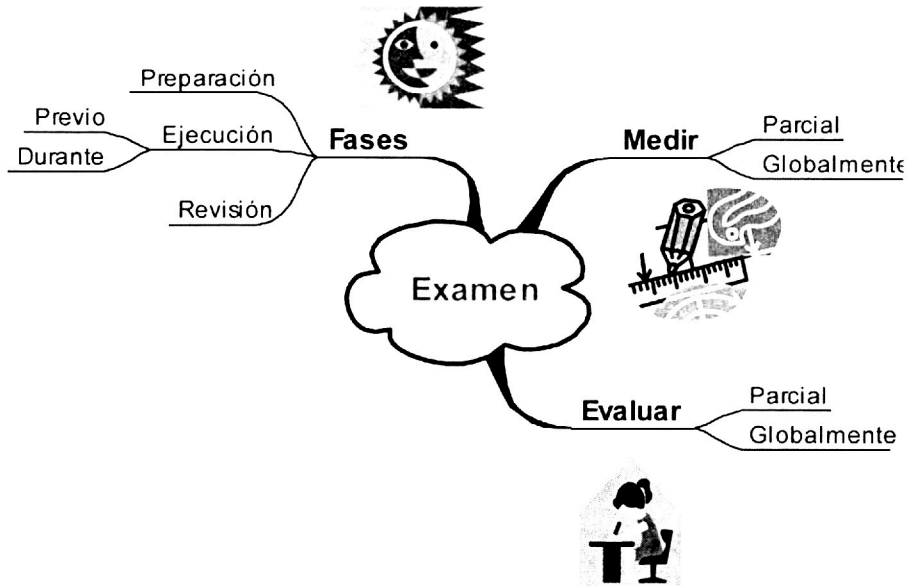 Preparación
Previo
Ejecución
Durante
Revisión
Fases
Medir
Parcial
Globalmente
Examen
Evaluar
Parcial
Globalmente